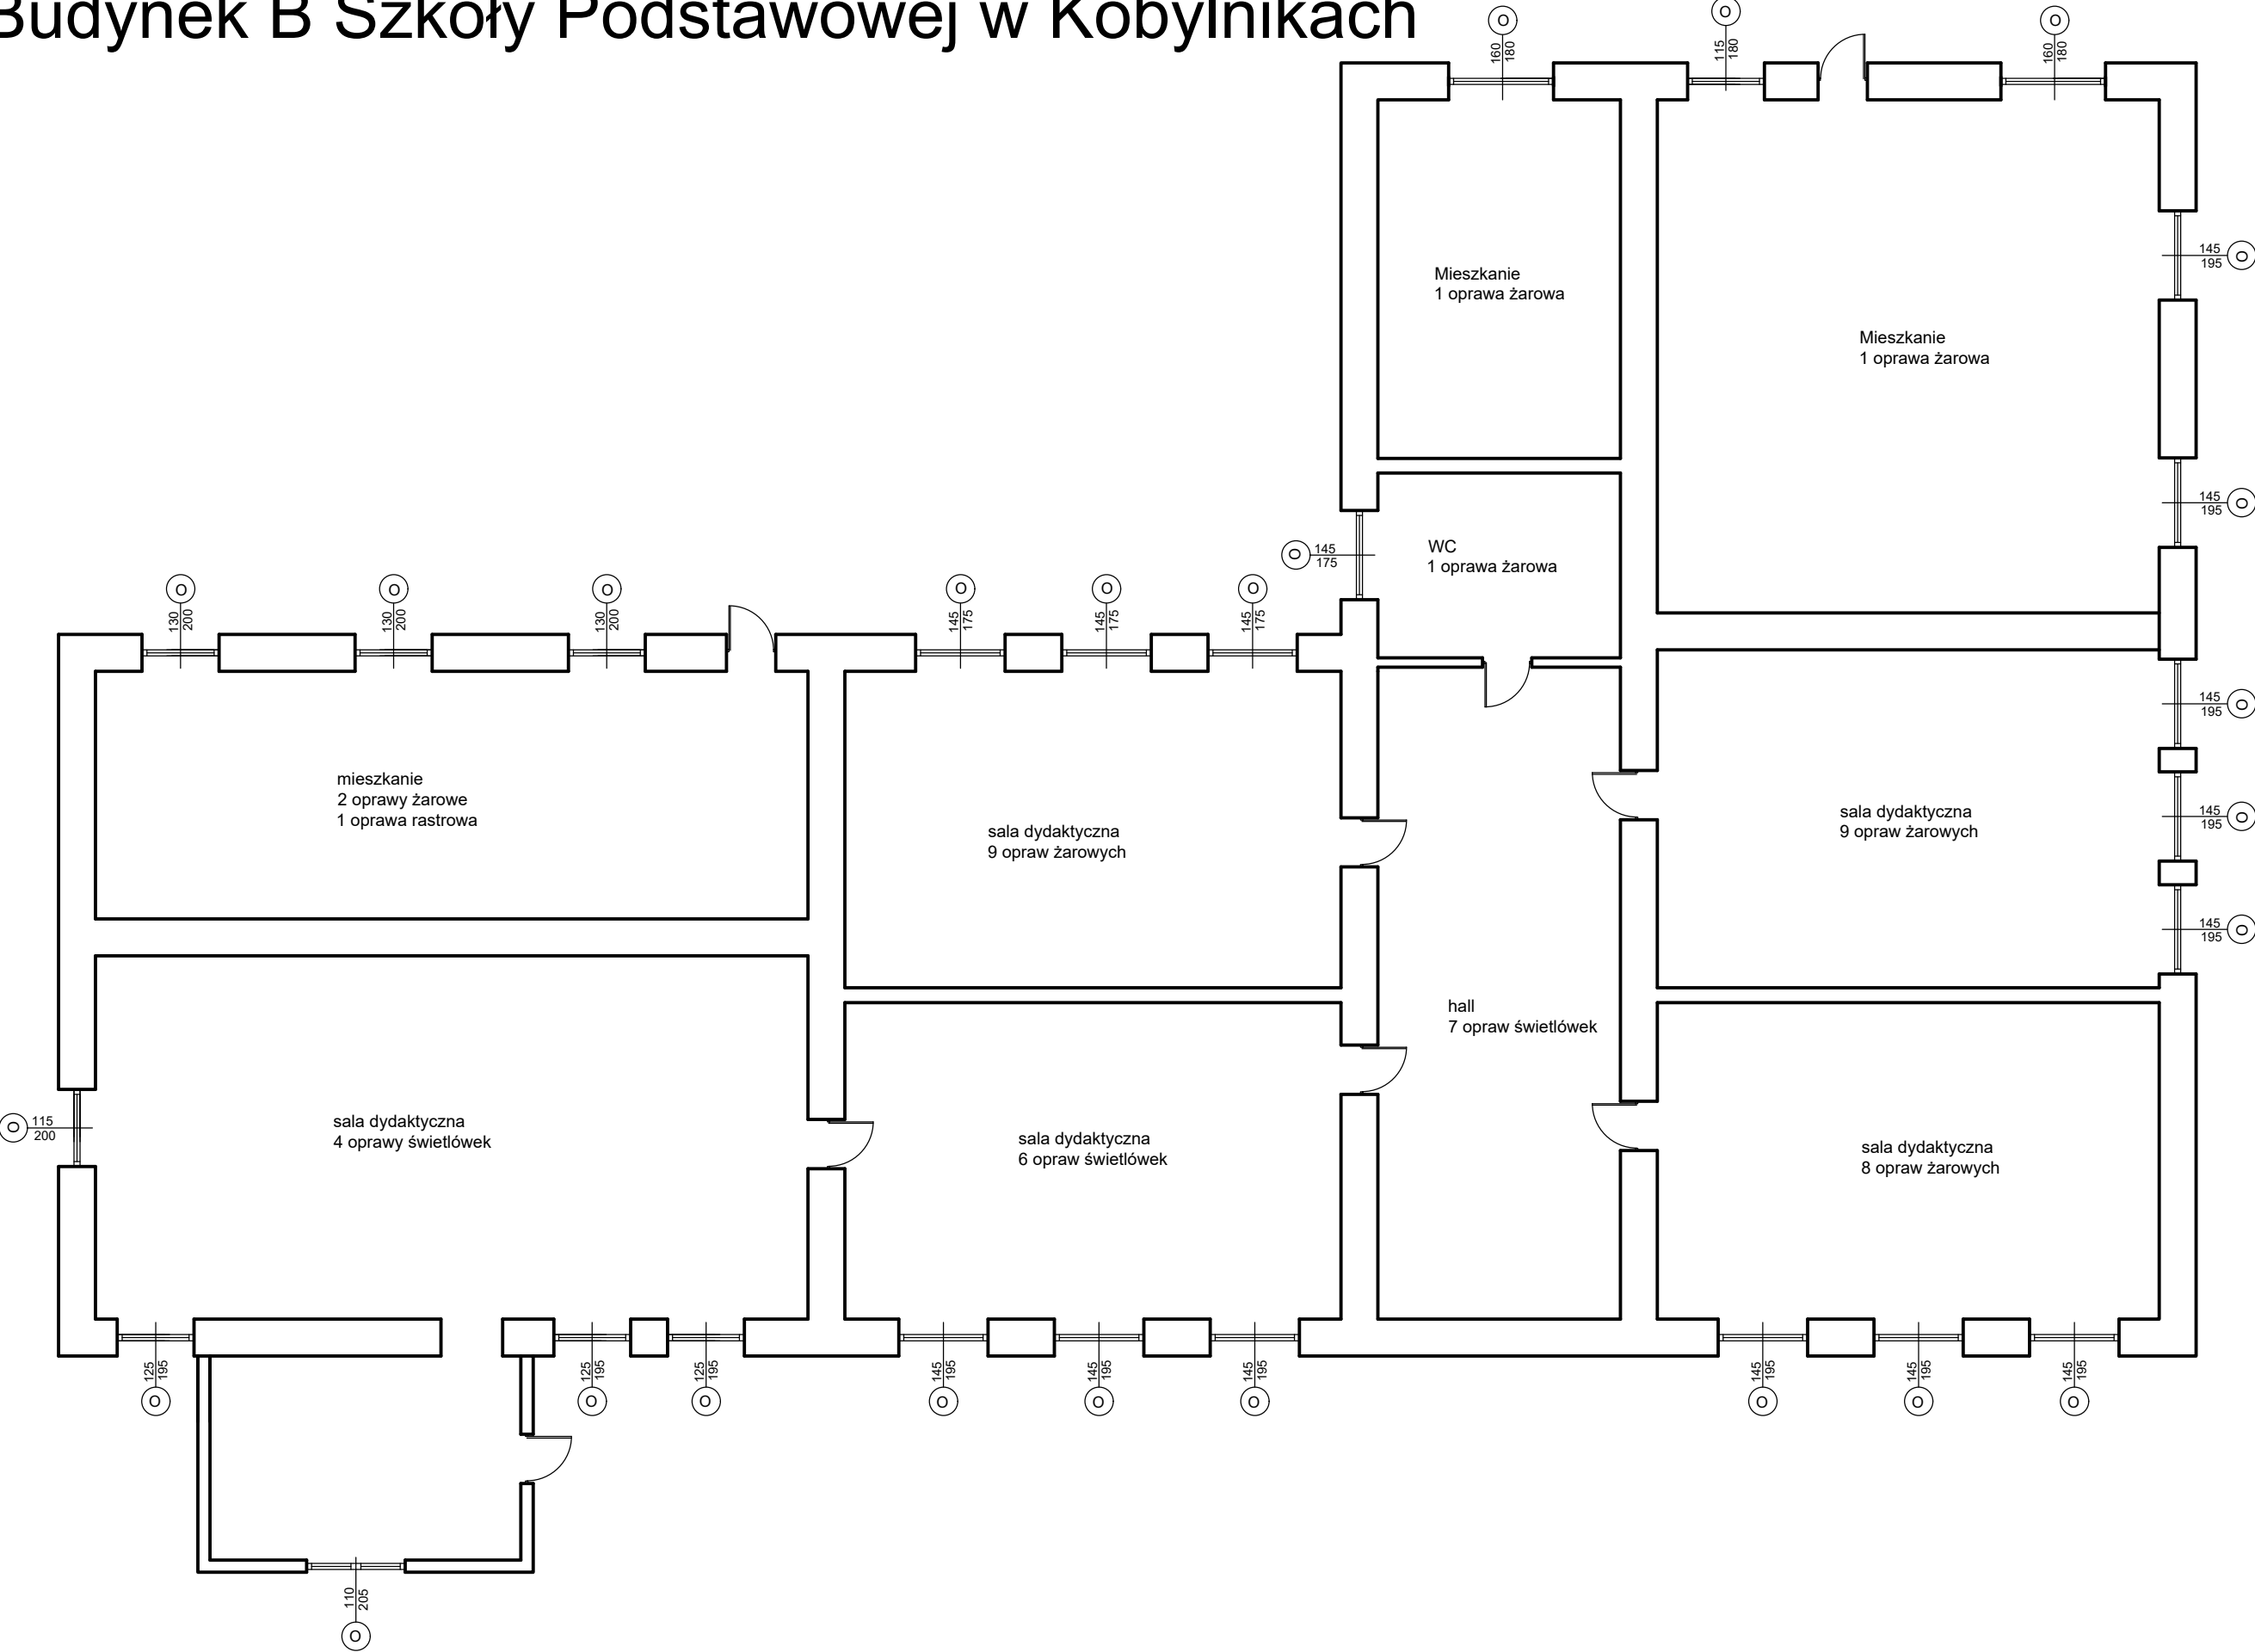 Budynek B Szkoły Podstawowej w Kobylnikach
O
160
180
O
115
180
O
160
180
Mieszkanie
1 oprawa żarowa
Mieszkanie
1 oprawa żarowa
145
195
O
145
195
O
O
145
175
WC
1 oprawa żarowa
O
130
200
O
130
200
O
130
200
O
145
175
O
145
175
O
145
175
145
195
O
145
195
O
145
195
O
mieszkanie
2 oprawy żarowe
1 oprawa rastrowa
sala dydaktyczna
9 opraw żarowych
sala dydaktyczna
9 opraw żarowych
hall
7 opraw świetlówek
O
115
200
sala dydaktyczna
4 oprawy świetlówek
sala dydaktyczna
6 opraw świetlówek
sala dydaktyczna
8 opraw żarowych
125
195
O
125
195
O
125
195
O
145
195
O
145
195
O
145
195
O
145
195
O
145
195
O
145
195
O
110
205
O